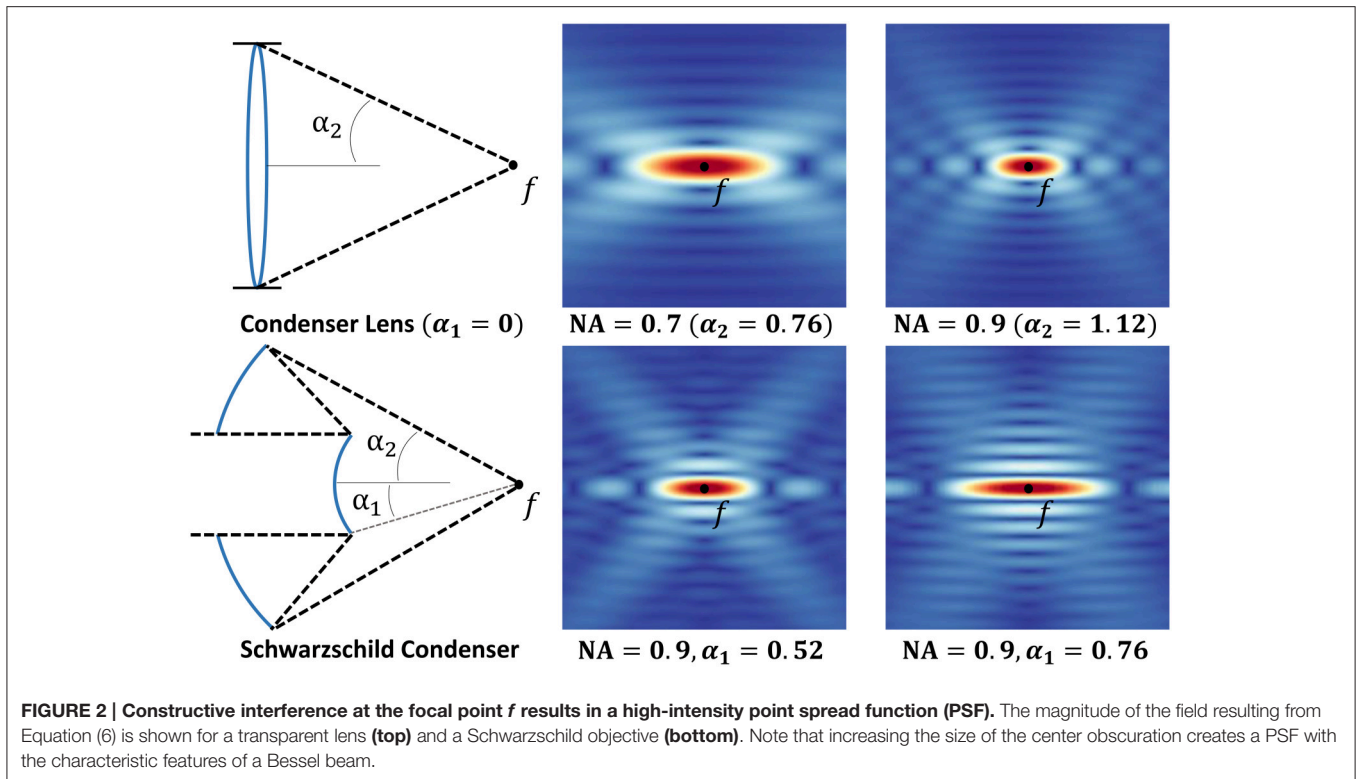 α₂
f
f
f
Condenser Lens (α₁ = 0)
NA = 0.7 (α₂ = 0.76)
NA = 0.9 (α₂ = 1.12)
α₂
α₁
f
f
f
Schwarzschild Condenser
NA = 0.9, α₁ = 0.52
NA = 0.9, α₁ = 0.76
FIGURE 2 | Constructive interference at the focal point f results in a high-intensity point spread function (PSF). The magnitude of the field resulting from
Equation (6) is shown for a transparent lens (top) and a Schwarzschild objective (bottom). Note that increasing the size of the center obscuration creates a PSF with
the characteristic features of a Bessel beam.